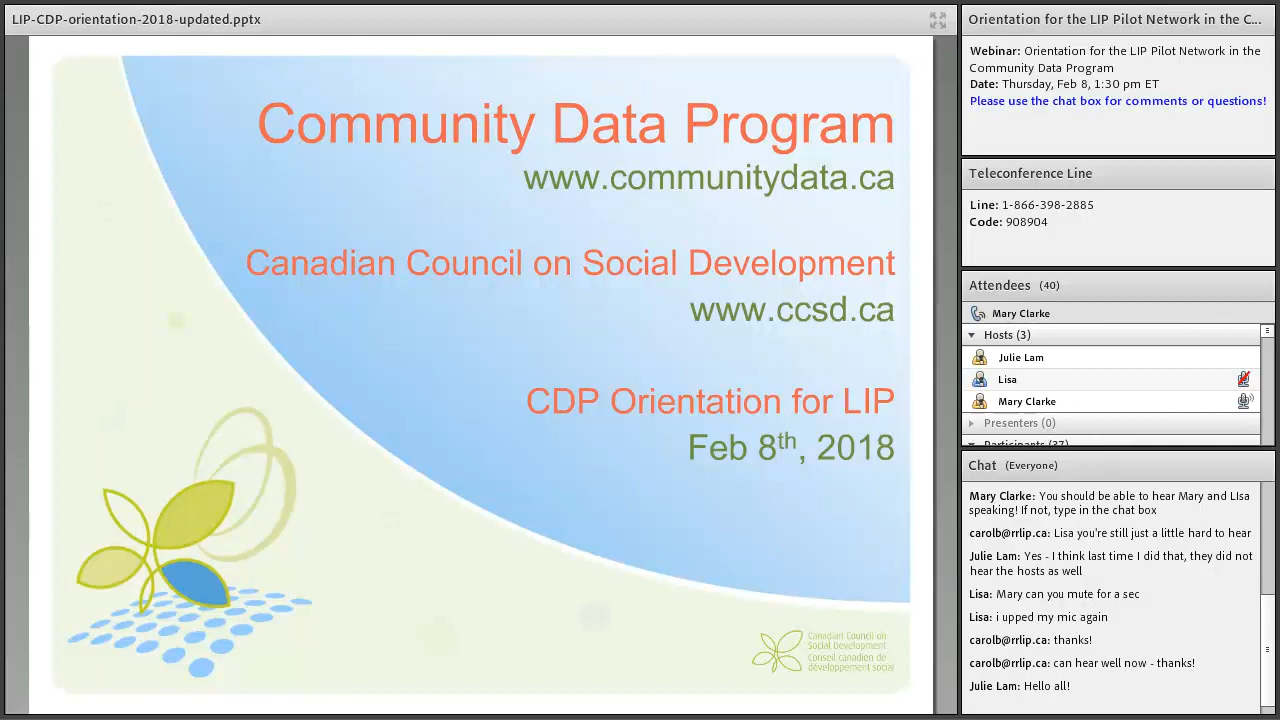 LIP-CDP-orientation-2018-updated.pptx
Community Data Program
www.communitydata.ca
Canadian Council on Social Development
www.ccsd.ca
CDP Orientation for LIP
Feb 8th, 2018
Canadian Council on
Social Development
Conseil canadien de
développement social
Orientation for the LIP Pilot Network in the C...
Webinar: Orientation for the LIP Pilot Network in the
Community Data Program
Date: Thursday, Feb 8, 1:30 pm ET
Please use the chat box for comments or questions!
Teleconference Line
Line: 1-866-398-2885
Code: 908904
Attendees (40)
Mary Clarke
Hosts (3)
Julie Lam
Lisa
Mary Clarke
Presenters (0)
Participants (37)
Chat (Everyone)
Mary Clarke: You should be able to hear Mary and LIsa
speaking! If not, type in the chat box
carolb@rrlip.ca: Lisa you're still just a little hard to hear
Julie Lam: Yes - I think last time I did that, they did not
hear the hosts as well
Lisa: Mary can you mute for a sec
Lisa: i upped my mic again
carolb@rrlip.ca: thanks!
carolb@rrlip.ca: can hear well now - thanks!
Julie Lam: Hello all!